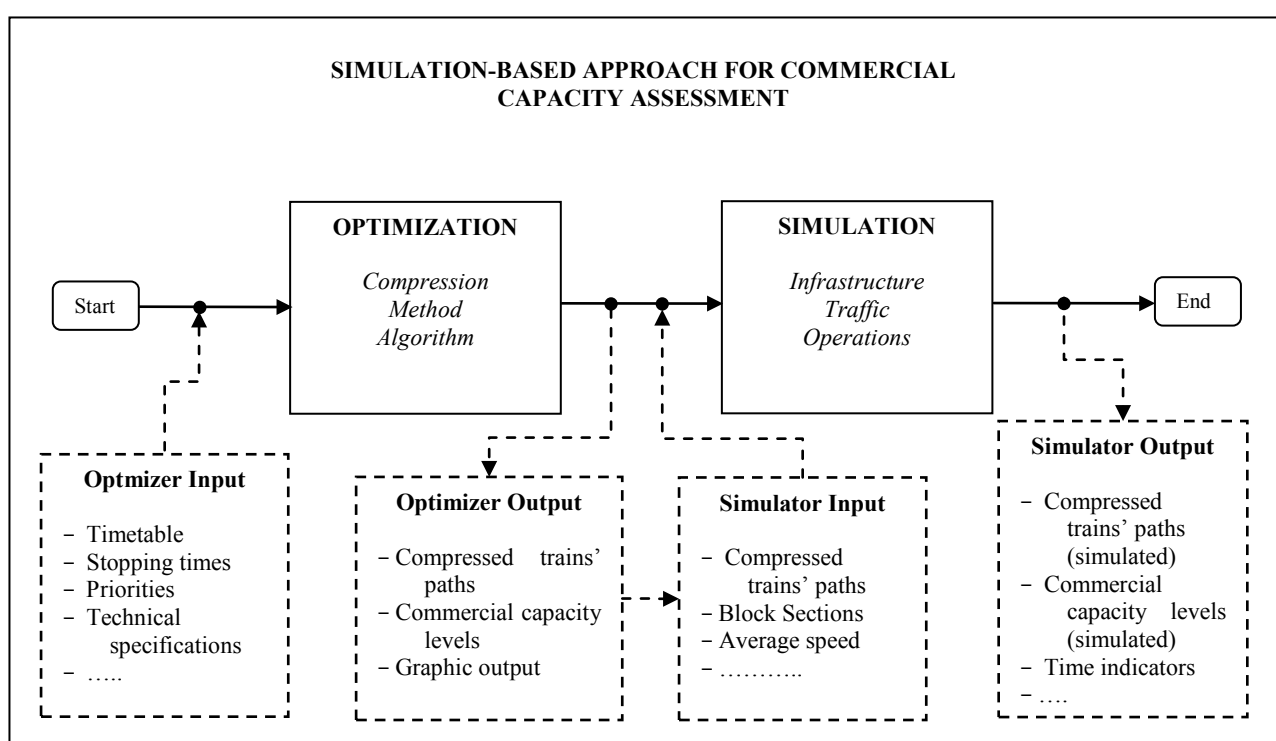 SIMULATION-BASED APPROACH FOR COMMERCIAL
CAPACITY ASSESSMENT
Start
OPTIMIZATION
Compression
Method
Algorithm
SIMULATION
Infrastructure
Traffic
Operations
End
Optmizer Input
- Timetable
- Stopping times
- Priorities
- Technical
specifications
- …..
Optimizer Output
- Compressed trains’
paths
- Commercial capacity
levels
- Graphic output
Simulator Input
- Compressed
trains’ paths
- Block Sections
- Average speed
- ………..
Simulator Output
- Compressed
trains’ paths
(simulated)
- Commercial
capacity levels
(simulated)
- Time indicators
- ….